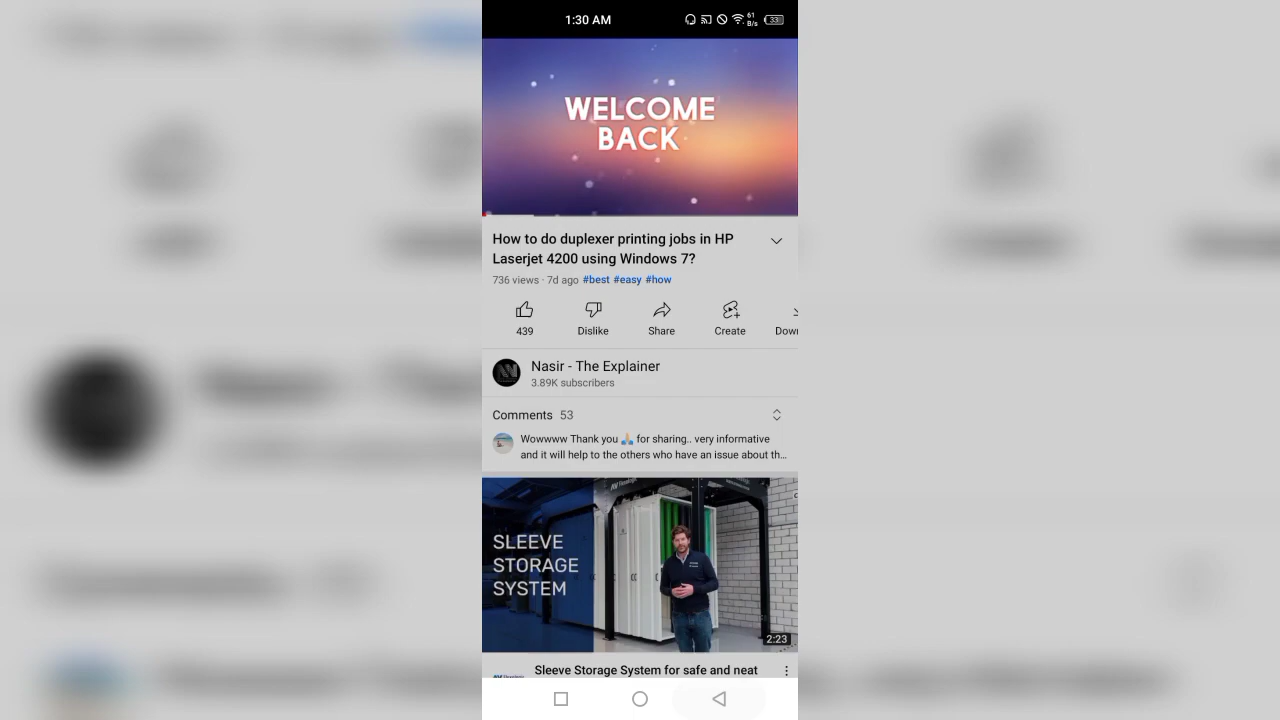 1:30 AM
61
B/s
33
WELCOME
BACK
How to do duplexer printing jobs in HP
Laserjet 4200 using Windows 7?
736 views · 7d ago #best #easy #how
439
Dislike
Share
Create
Dow
Nasir - The Explainer
3.89K subscribers
Comments 53
Wowwww Thank you 🙏 for sharing.. very informative
and it will help to the others who have an issue about th...
SLEEVE
STORAGE
SYSTEM
2:23
Sleeve Storage System for safe and neat